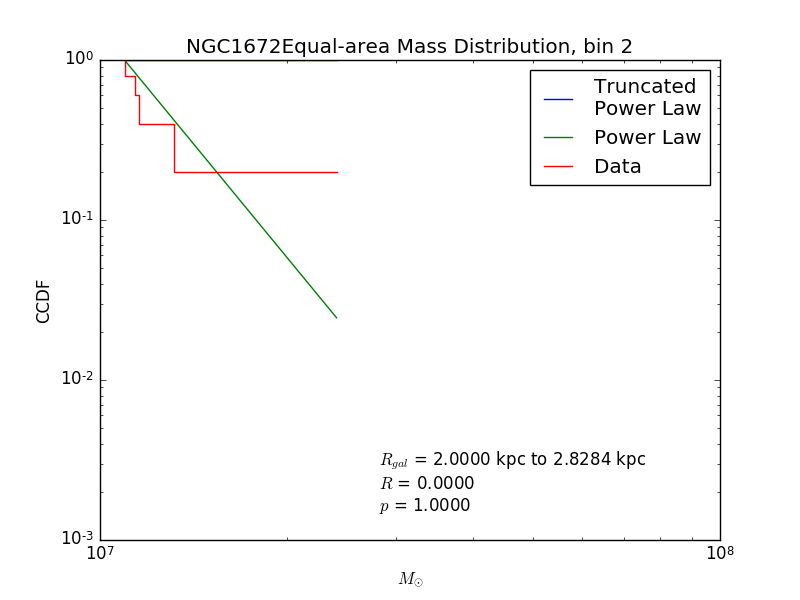 NGC1672Equal-area Mass Distribution, bin 2
10⁰
Truncated
Power Law
Power Law
Data
10⁻¹
CCDF
10⁻²
R_gal = 2.0000 kpc to 2.8284 kpc
R = 0.0000
p = 1.0000
10⁻³
10⁷
10⁸
M_⊙